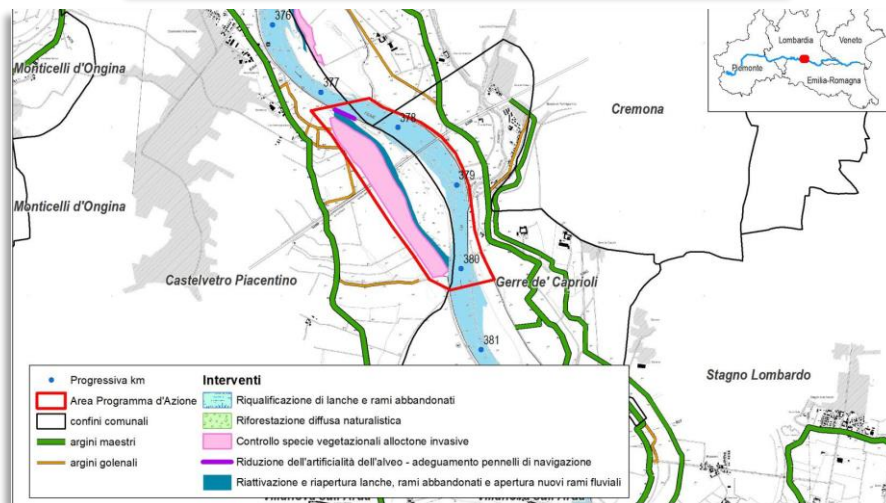 376
Monticelli d'Ongina
377
378
Cremona
379
Monticelli d'Ongina
380
Castelvetro Piacentino
Gerre de' Caprioli
381
Stagno Lombardo
Lombardia
Veneto
Piemonte
Emilia-Romagna
Progressiva km
Area Programma d'Azione
confini comunali
argini maestri
argini golenali
Interventi
Riqualificazione di lanche e rami abbandonati
Riforestazione diffusa naturalistica
Controllo specie vegetazionali alloctone invasive
Riduzione dell'artificialità dell'alveo - adeguamento pennelli di navigazione
Riattivazione e riapertura lanche, rami abbandonati e apertura nuovi rami fluviali